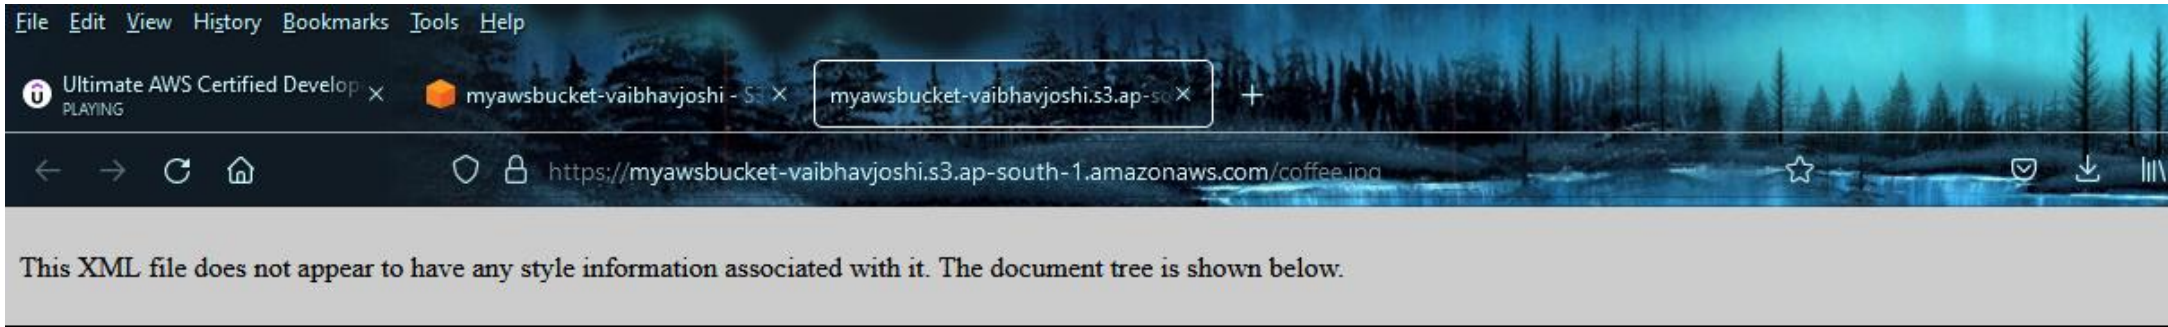 File Edit View History Bookmarks Tools Help
Ultimate AWS Certified Develop
PLAYING
myawsbucket-vaibhavjoshi - S3
myawsbucket-vaibhavjoshi.s3.ap-so
https://myawsbucket-vaibhavjoshi.s3.ap-south-1.amazonaws.com/coffee.jpg
This XML file does not appear to have any style information associated with it. The document tree is shown below.